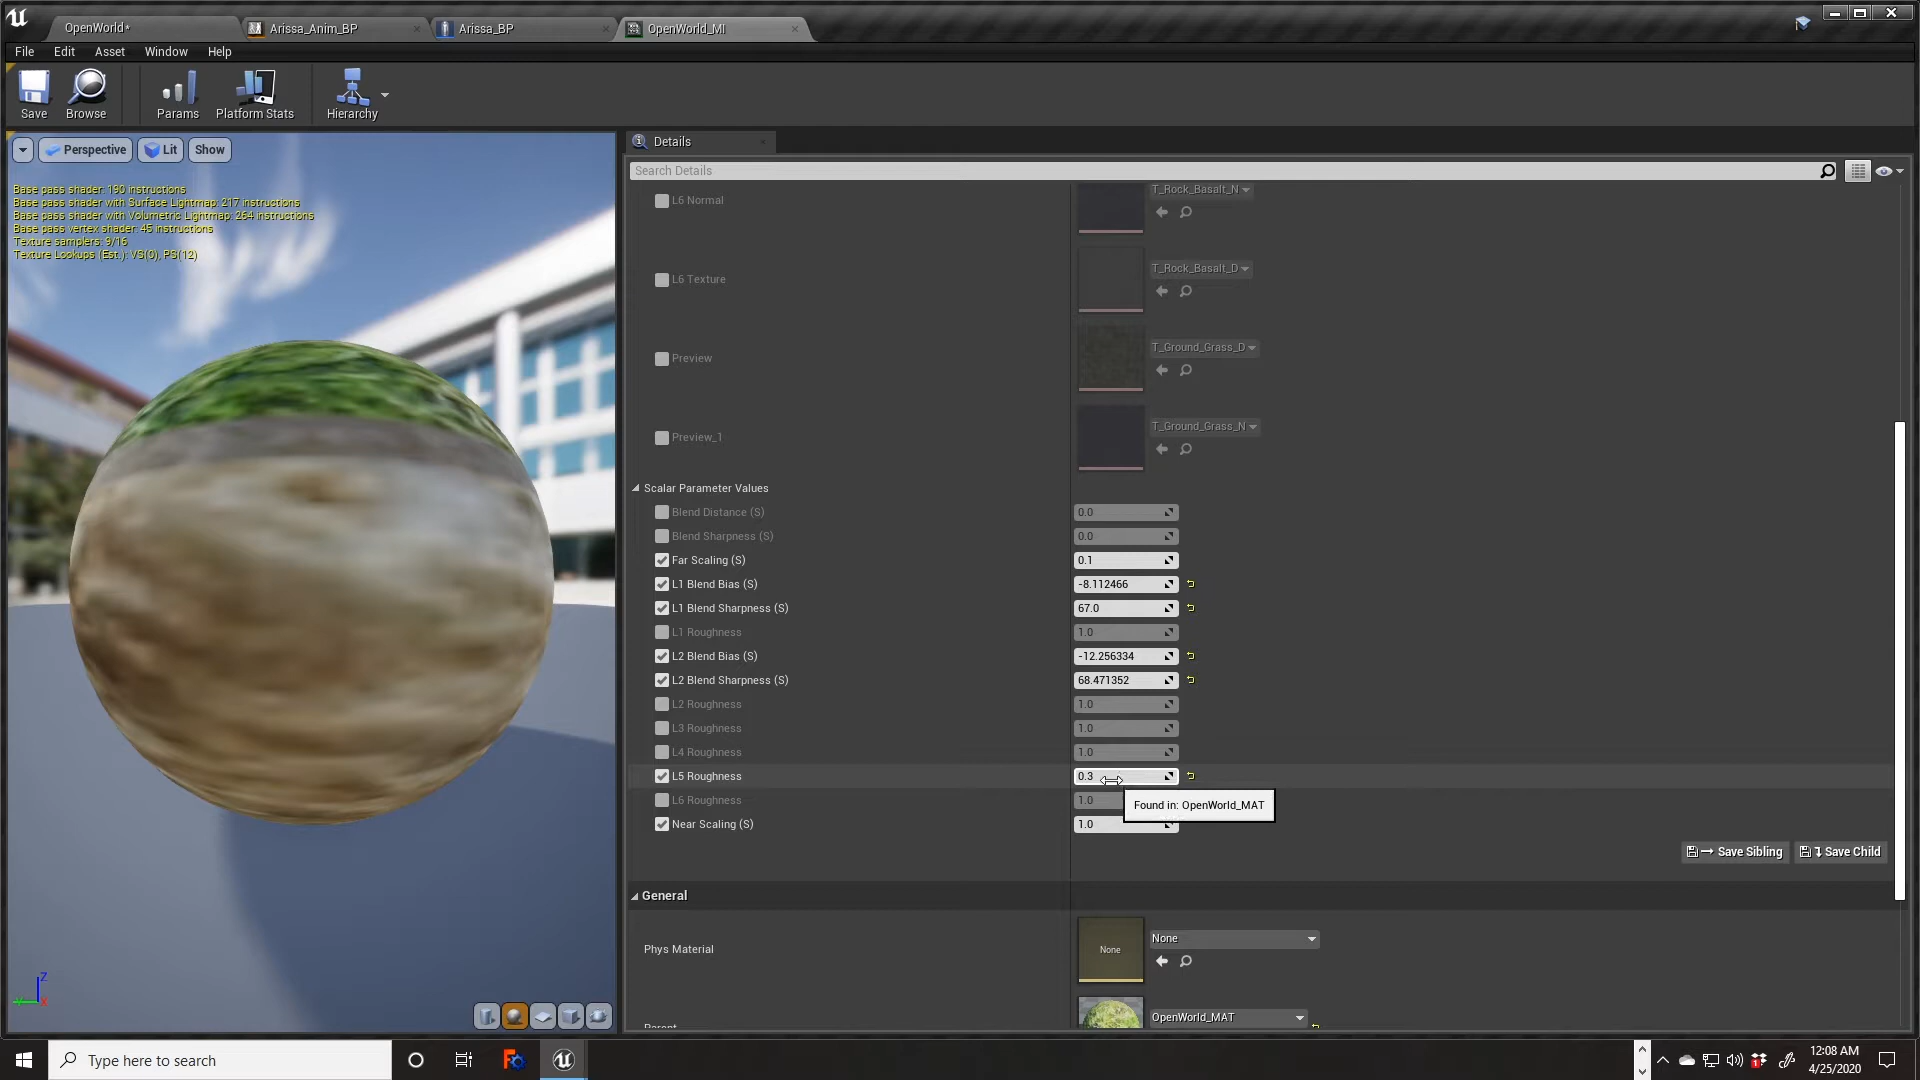 OpenWorld*
Arissa_Anim_BP
Arissa_BP
OpenWorld_MI
File Edit Asset Window Help
Save Browse Params Platform Stats Hierarchy
Perspective Lit Show
Base pass shader: 190 instructions
Base pass shader with Surface Lightmap: 217 instructions
Base pass shader with Volumetric Lightmap: 264 instructions
Base pass vertex shader: 45 instructions
Texture samplers: 9/16
Texture Lookups (Est.): VS(0), PS(12)
Z
X
Details
Search Details
L6 Normal T_Rock_Basalt_N
L6 Texture T_Rock_Basalt_D
Preview T_Ground_Grass_D
Preview_1 T_Ground_Grass_N
Scalar Parameter Values
Blend Distance (S) 0.0
Blend Sharpness (S) 0.0
Far Scaling (S) 0.1
L1 Blend Bias (S) -8.112466
L1 Blend Sharpness (S) 67.0
L1 Roughness 1.0
L2 Blend Bias (S) -12.256334
L2 Blend Sharpness (S) 68.471352
L2 Roughness 1.0
L3 Roughness 1.0
L4 Roughness 1.0
L5 Roughness 0.3
L6 Roughness 1.0
Found in: OpenWorld_MAT
Near Scaling (S) 1.0
Save Sibling Save Child
General
Phys Material None None
Parent OpenWorld_MAT
Type here to search
12:08 AM
4/25/2020